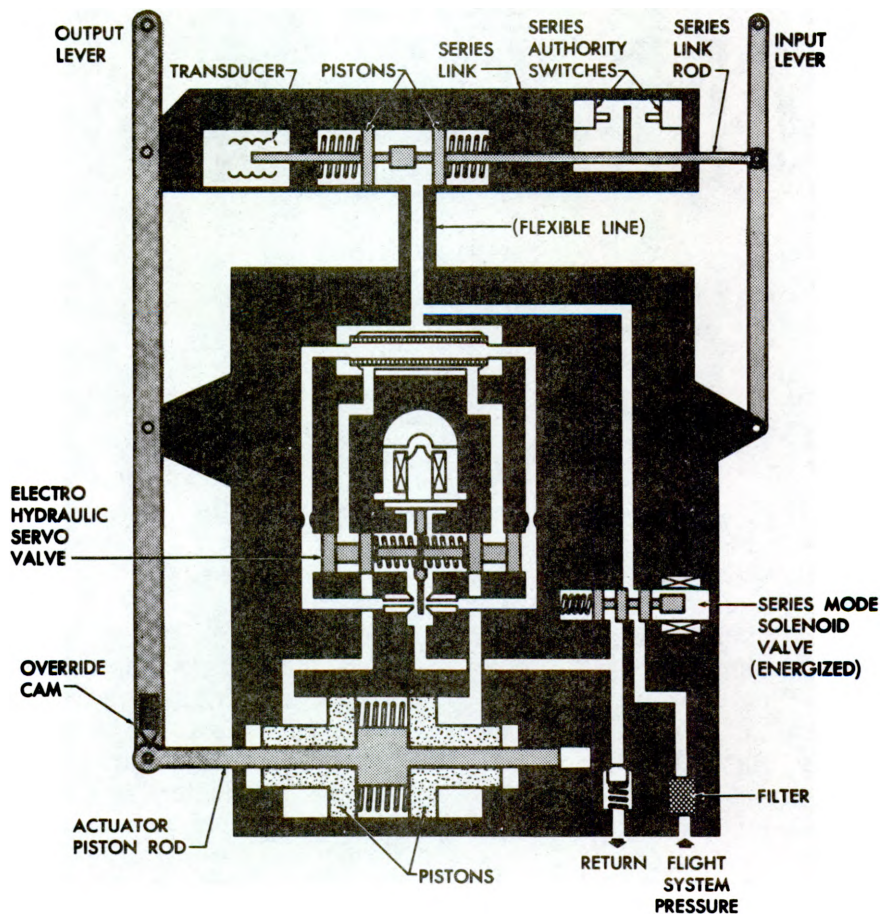 OUTPUT
LEVER
TRANSDUCER
PISTONS
SERIES
LINK
SERIES
AUTHORITY
SWITCHES
SERIES
LINK
ROD
INPUT
LEVER
(FLEXIBLE LINE)
ELECTRO
HYDRAULIC
SERVO
VALVE
SERIES MODE
SOLENOID
VALVE
(ENERGIZED)
OVERRIDE
CAM
FILTER
ACTUATOR
PISTON ROD
PISTONS
RETURN
FLIGHT
SYSTEM
PRESSURE